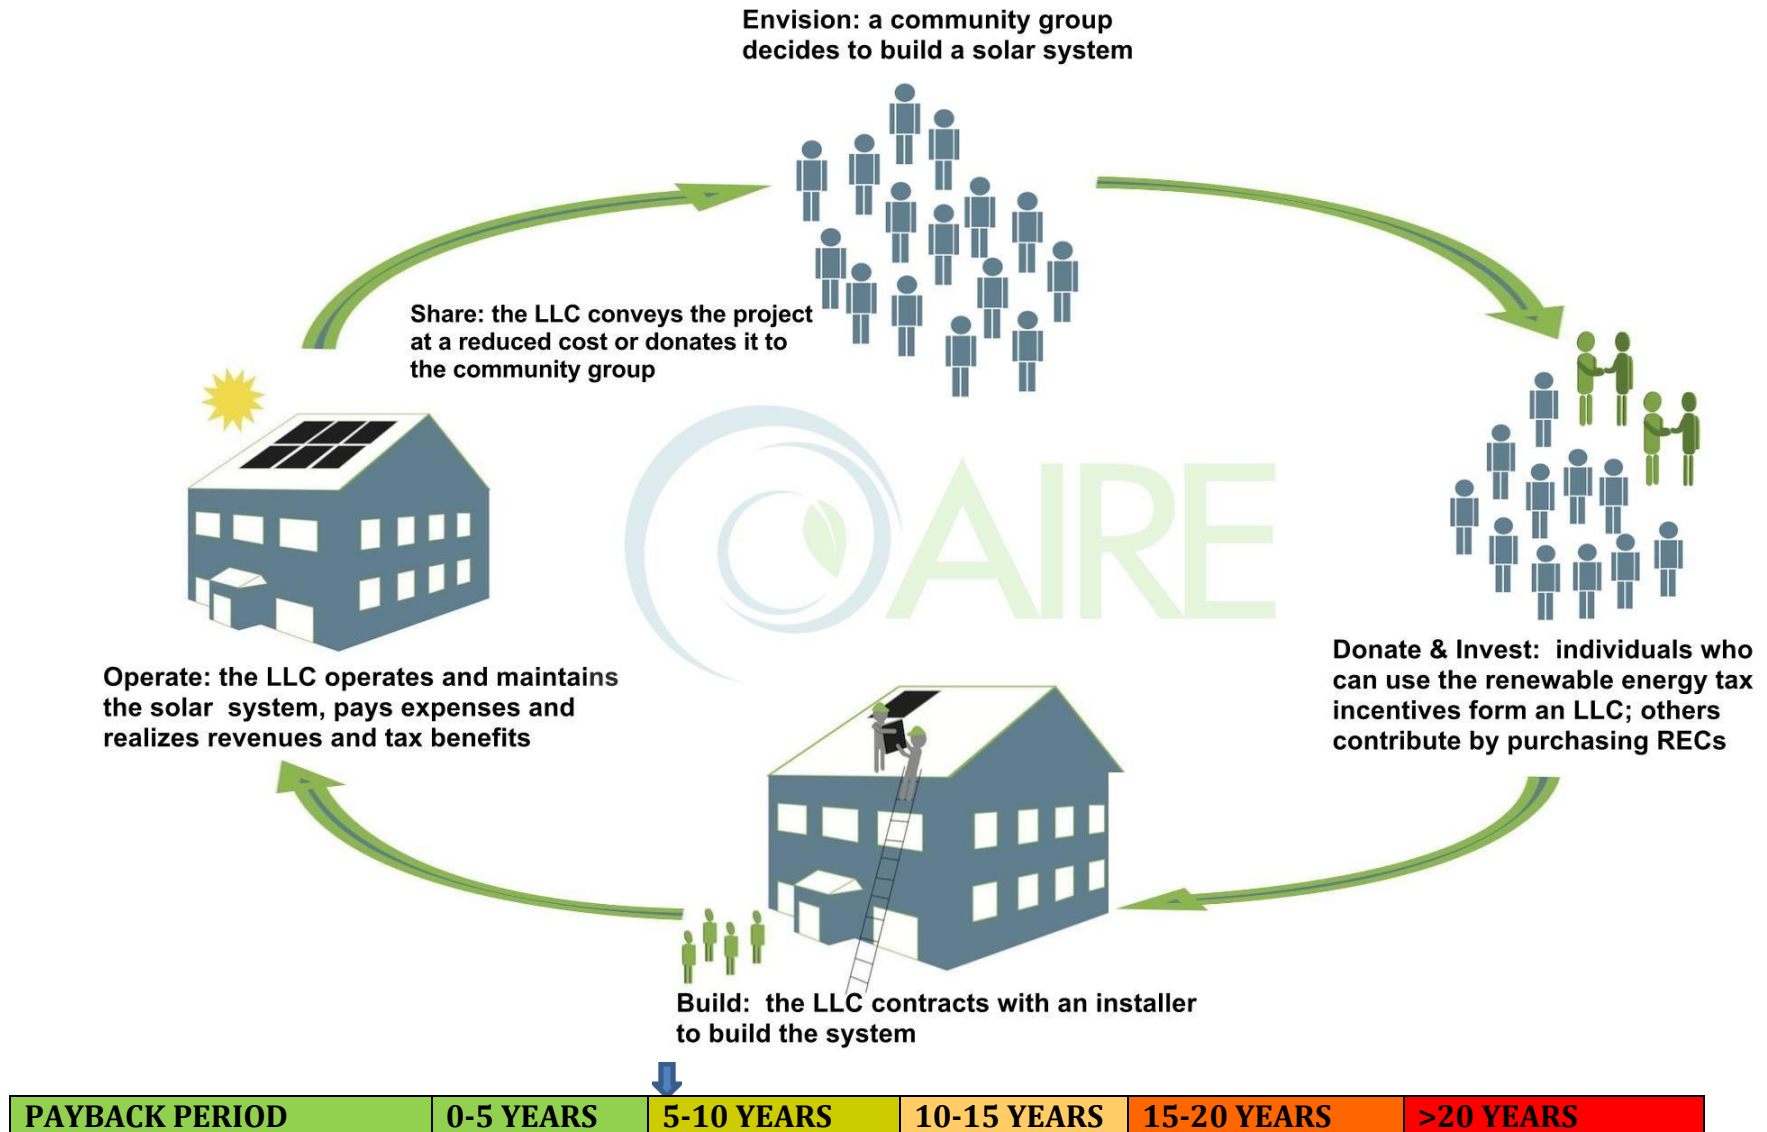 Envision: a community group
decides to build a solar system
Share: the LLC conveys the project
at a reduced cost or donates it to
the community group
AIRE
Donate & Invest: individuals who
can use the renewable energy tax
incentives form an LLC; others
contribute by purchasing RECs
Operate: the LLC operates and maintains
the solar system, pays expenses and
realizes revenues and tax benefits
Build: the LLC contracts with an installer
to build the system
PAYBACK PERIOD 0-5 YEARS 5-10 YEARS 10-15 YEARS 15-20 YEARS >20 YEARS